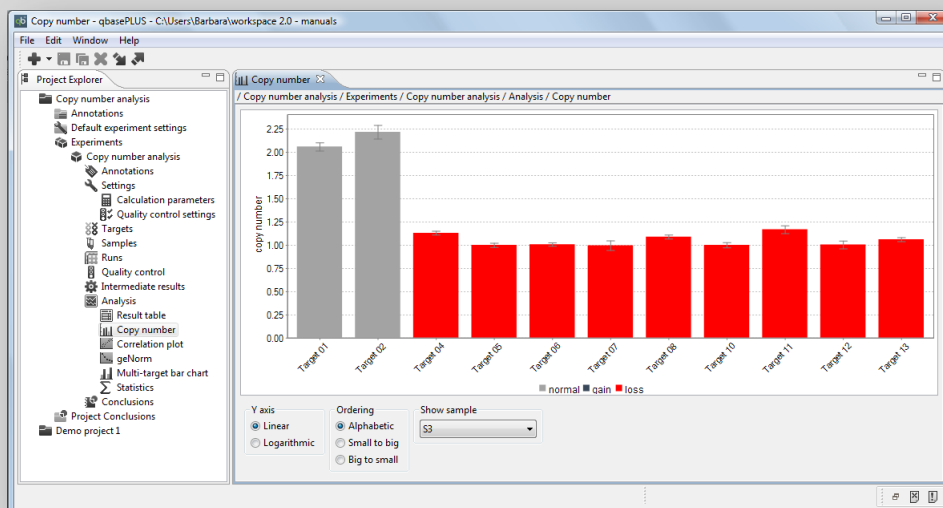 Copy number - qbasePLUS - C:\Users\Barbara\workspace 2.0 - manuals
File Edit Window Help
Project Explorer
Copy number analysis
Annotations
Default experiment settings
Experiments
Copy number analysis
Annotations
Settings
Calculation parameters
Quality control settings
Targets
Samples
Runs
Quality control
Intermediate results
Analysis
Result table
Copy number
Correlation plot
geNorm
Multi-target bar chart
Statistics
Conclusions
Project Conclusions
Demo project 1
Copy number
/ Copy number analysis / Experiments / Copy number analysis / Analysis / Copy number
copy number
2.25
2.00
1.75
1.50
1.25
1.00
0.75
0.50
0.25
0.00
Target 01 Target 02 Target 04 Target 05 Target 06 Target 07 Target 08 Target 10 Target 11 Target 12 Target 13
normal gain loss
Y axis
Linear
Logarithmic
Ordering
Alphabetic
Small to big
Big to small
Show sample
S3